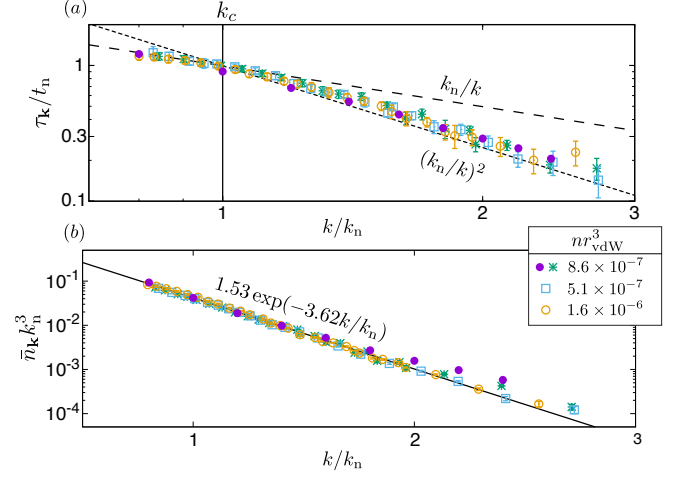 (a)
k_c
τ_k/t_n
1
0.3
0.1
k_n/k
(k_n/k)^2
1
2
3
k/k_n
(b)
nr^3_vdW
8.6 × 10^-7
5.1 × 10^-7
1.6 × 10^-6
n̄_k k_n^3
10^-1
10^-2
10^-3
10^-4
1.53 exp(−3.62k/k_n)
1
2
3
k/k_n